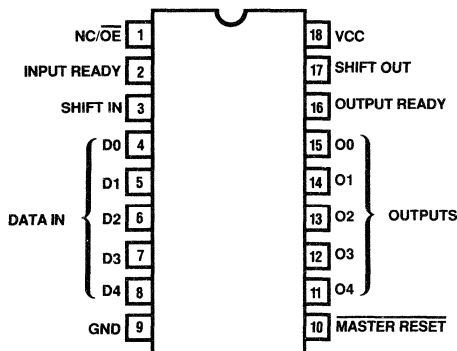 NC/OE 1 18 VCC
INPUT READY 2 17 SHIFT OUT
SHIFT IN 3 16 OUTPUT READY
D0 4 15 O0
D1 5 14 O1
DATA IN D2 6 13 O2 OUTPUTS
D3 7 12 O3
D4 8 11 O4
GND 9 10 MASTER RESET